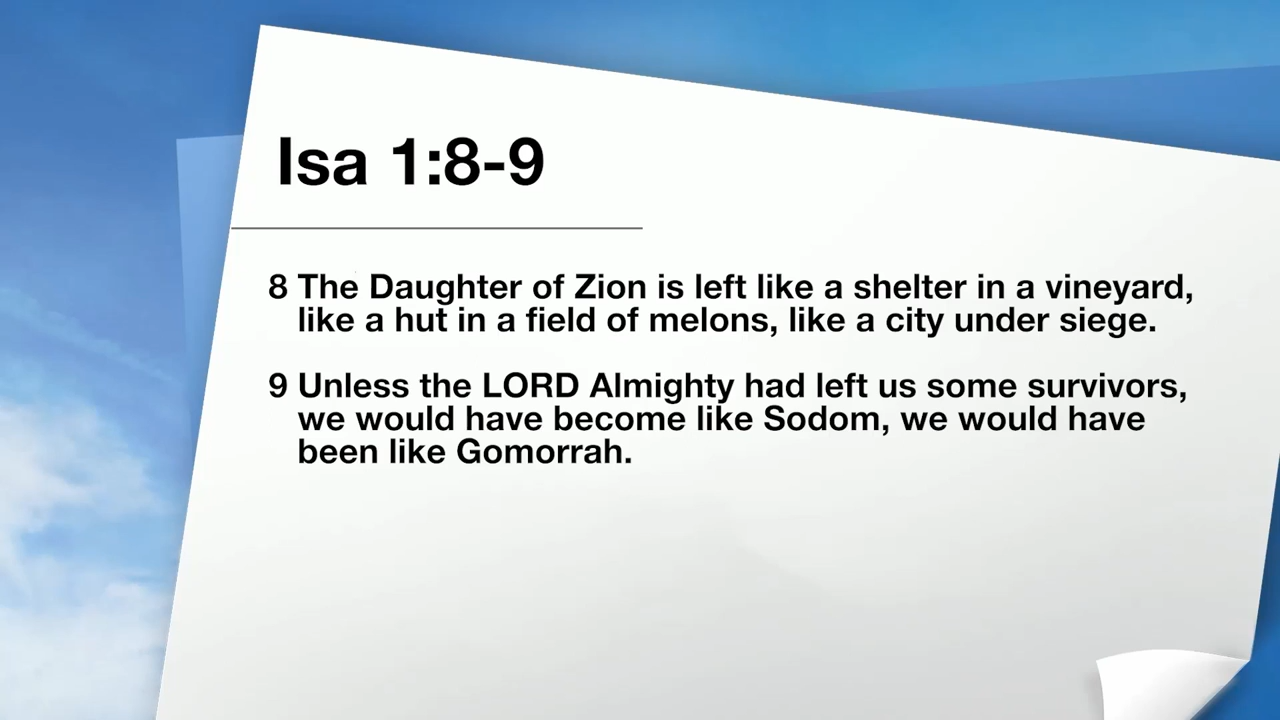 Isa 1:8-9
8 The Daughter of Zion is left like a shelter in a vineyard,
like a hut in a field of melons, like a city under siege.
9 Unless the LORD Almighty had left us some survivors,
we would have become like Sodom, we would have
been like Gomorrah.